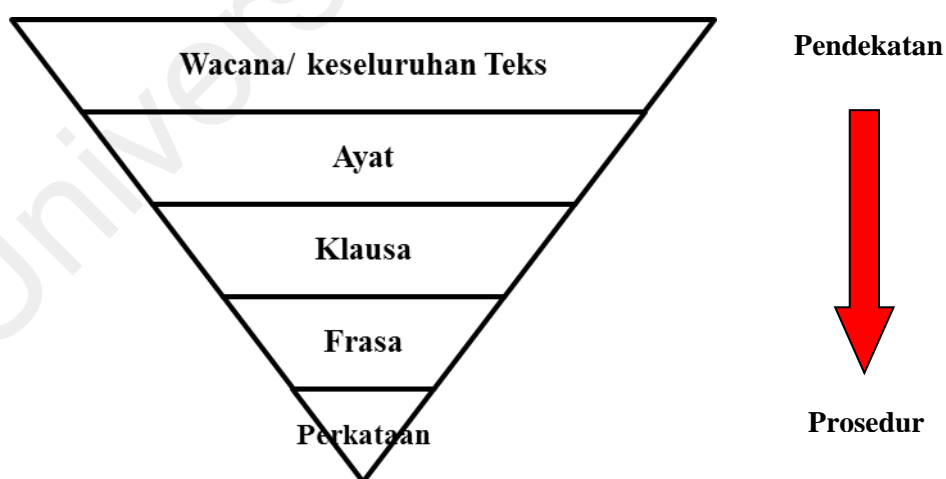 Pendekatan
Wacana/ keseluruhan Teks
Ayat
Klausa
Frasa
Perkataan
Prosedur